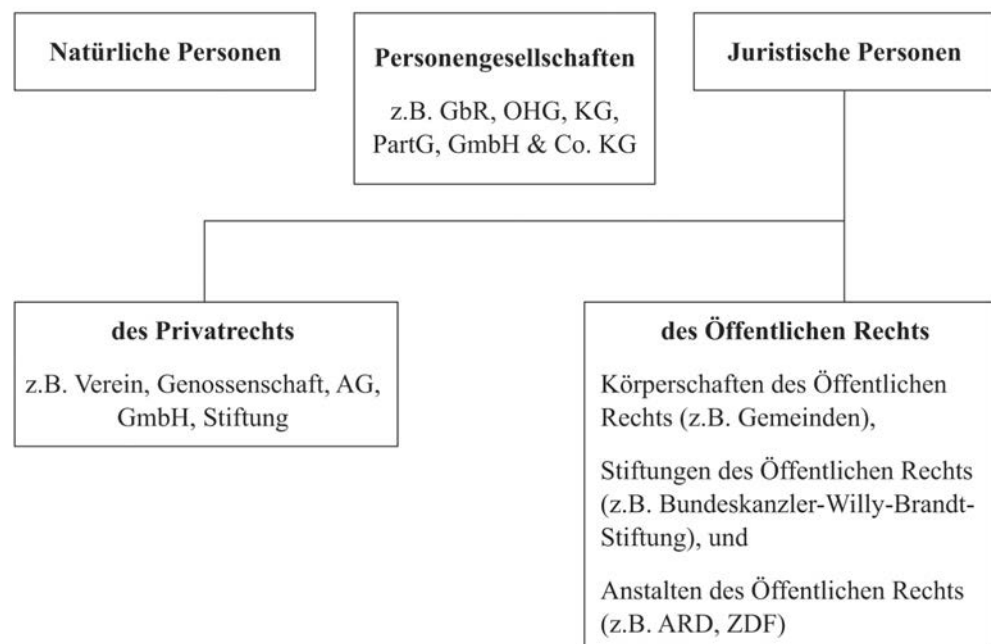 Natürliche Personen
Personengesellschaften
z.B. GbR, OHG, KG,
PartG, GmbH & Co. KG
Juristische Personen
des Privatrechts
z.B. Verein, Genossenschaft, AG,
GmbH, Stiftung
des Öffentlichen Rechts
Körperschaften des Öffentlichen
Rechts (z.B. Gemeinden),
Stiftungen des Öffentlichen Rechts
(z.B. Bundeskanzler-Willy-Brandt-
Stiftung), und
Anstalten des Öffentlichen Rechts
(z.B. ARD, ZDF)